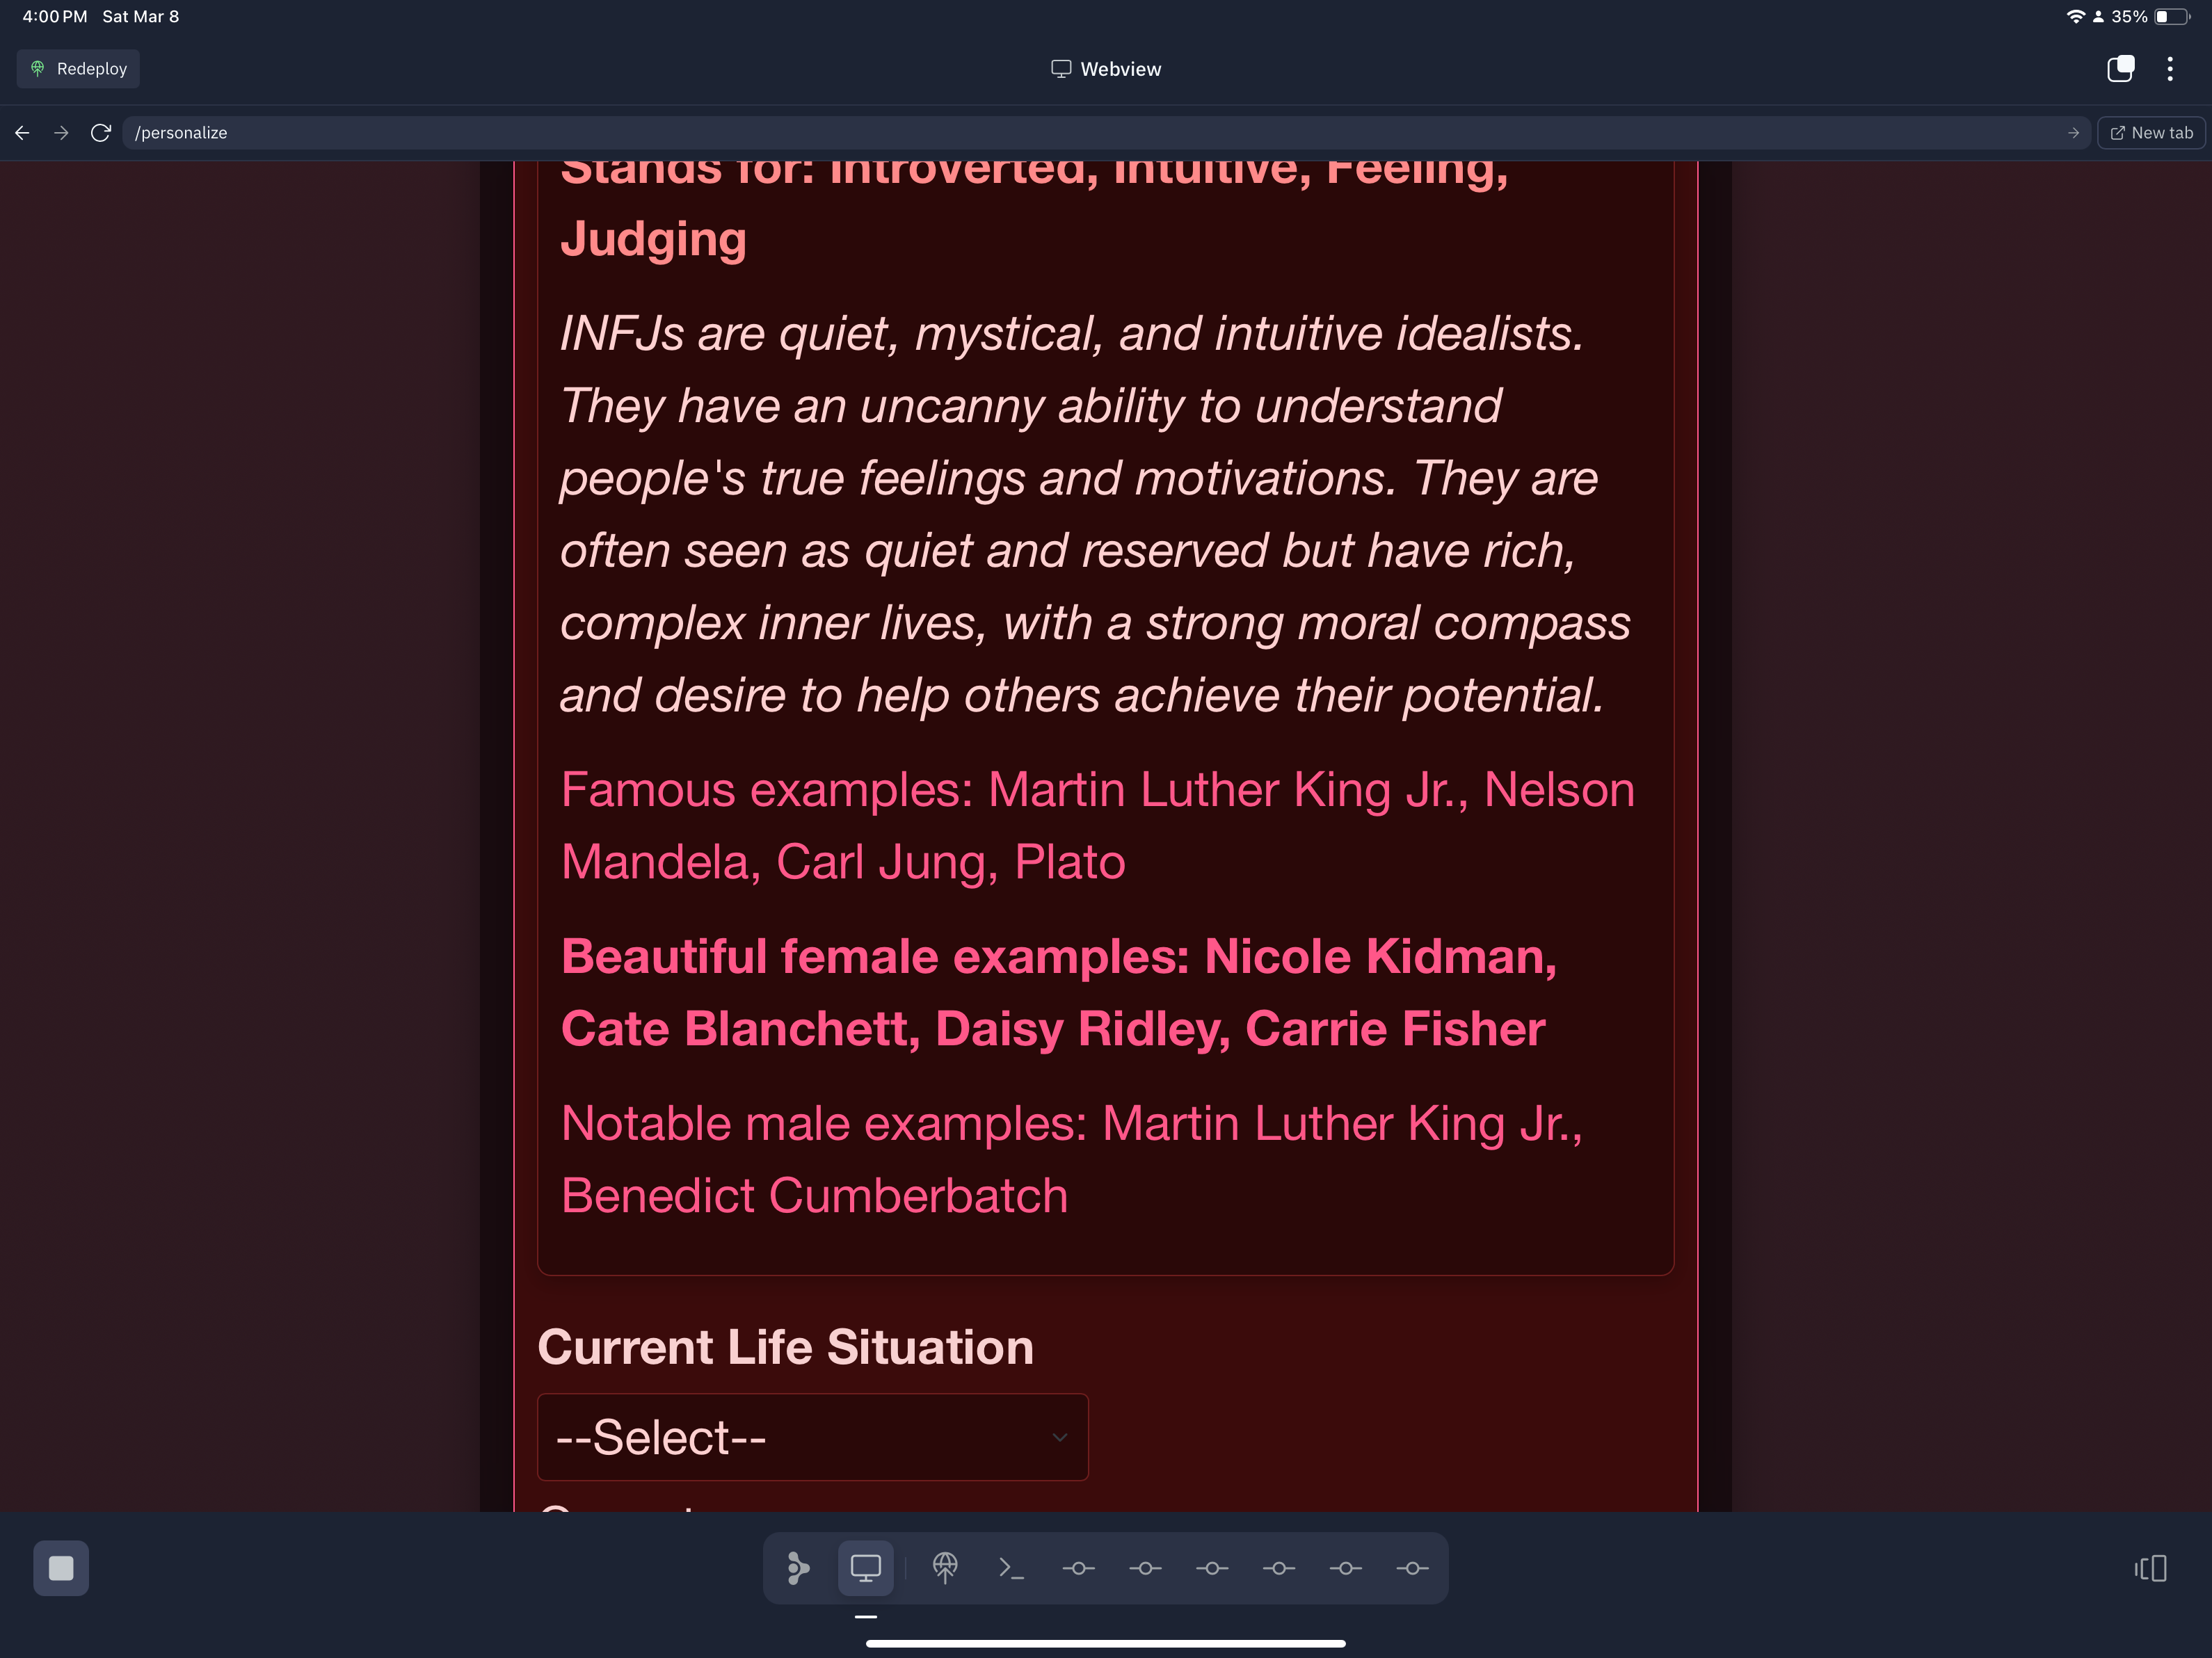 4:00 PM Sat Mar 8
35%
Redeploy
Webview
/personalize
New tab
Stands for: Introverted, Intuitive, Feeling,
Judging
INFJs are quiet, mystical, and intuitive idealists.
They have an uncanny ability to understand
people's true feelings and motivations. They are
often seen as quiet and reserved but have rich,
complex inner lives, with a strong moral compass
and desire to help others achieve their potential.
Famous examples: Martin Luther King Jr., Nelson
Mandela, Carl Jung, Plato
Beautiful female examples: Nicole Kidman,
Cate Blanchett, Daisy Ridley, Carrie Fisher
Notable male examples: Martin Luther King Jr.,
Benedict Cumberbatch
Current Life Situation
--Select--